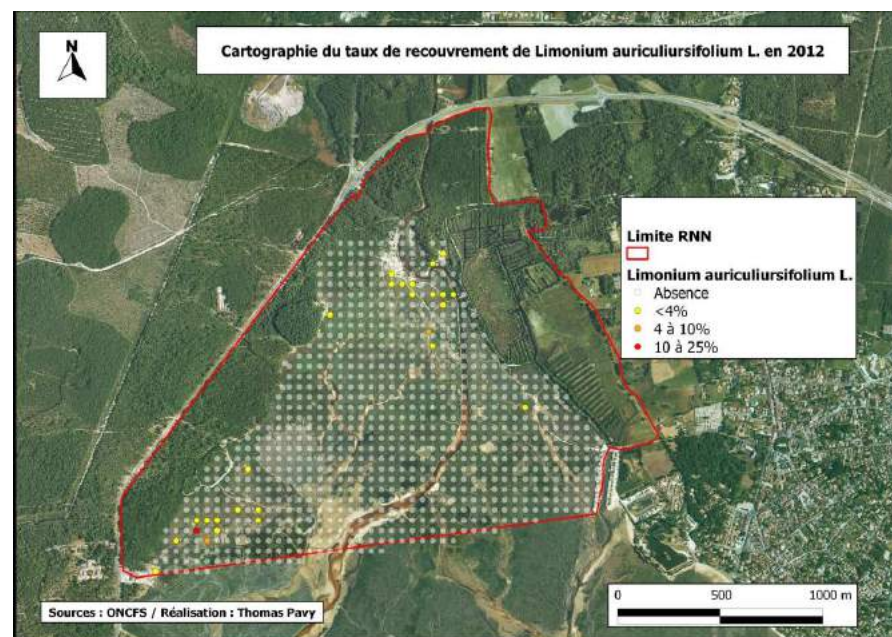 N
Cartographie du taux de recouvrement de Limonium auriculiursifolium L. en 2012
Limite RNN
Limonium auriculiursifolium L.
Absence
<4%
4 à 10%
10 à 25%
0 500 1000 m
Sources : ONCFS / Réalisation : Thomas Pavy